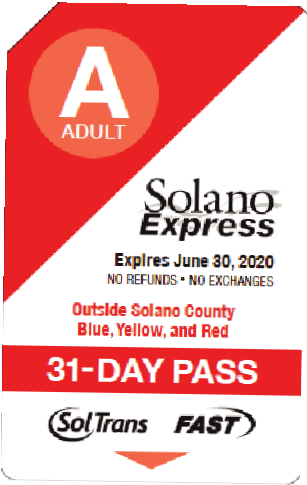 A
ADULT
Solano
Express
Expires June 30, 2020
NO REFUNDS • NO EXCHANGES
Outside Solano County
Blue, Yellow, and Red
31-DAY PASS
SolTrans FAST